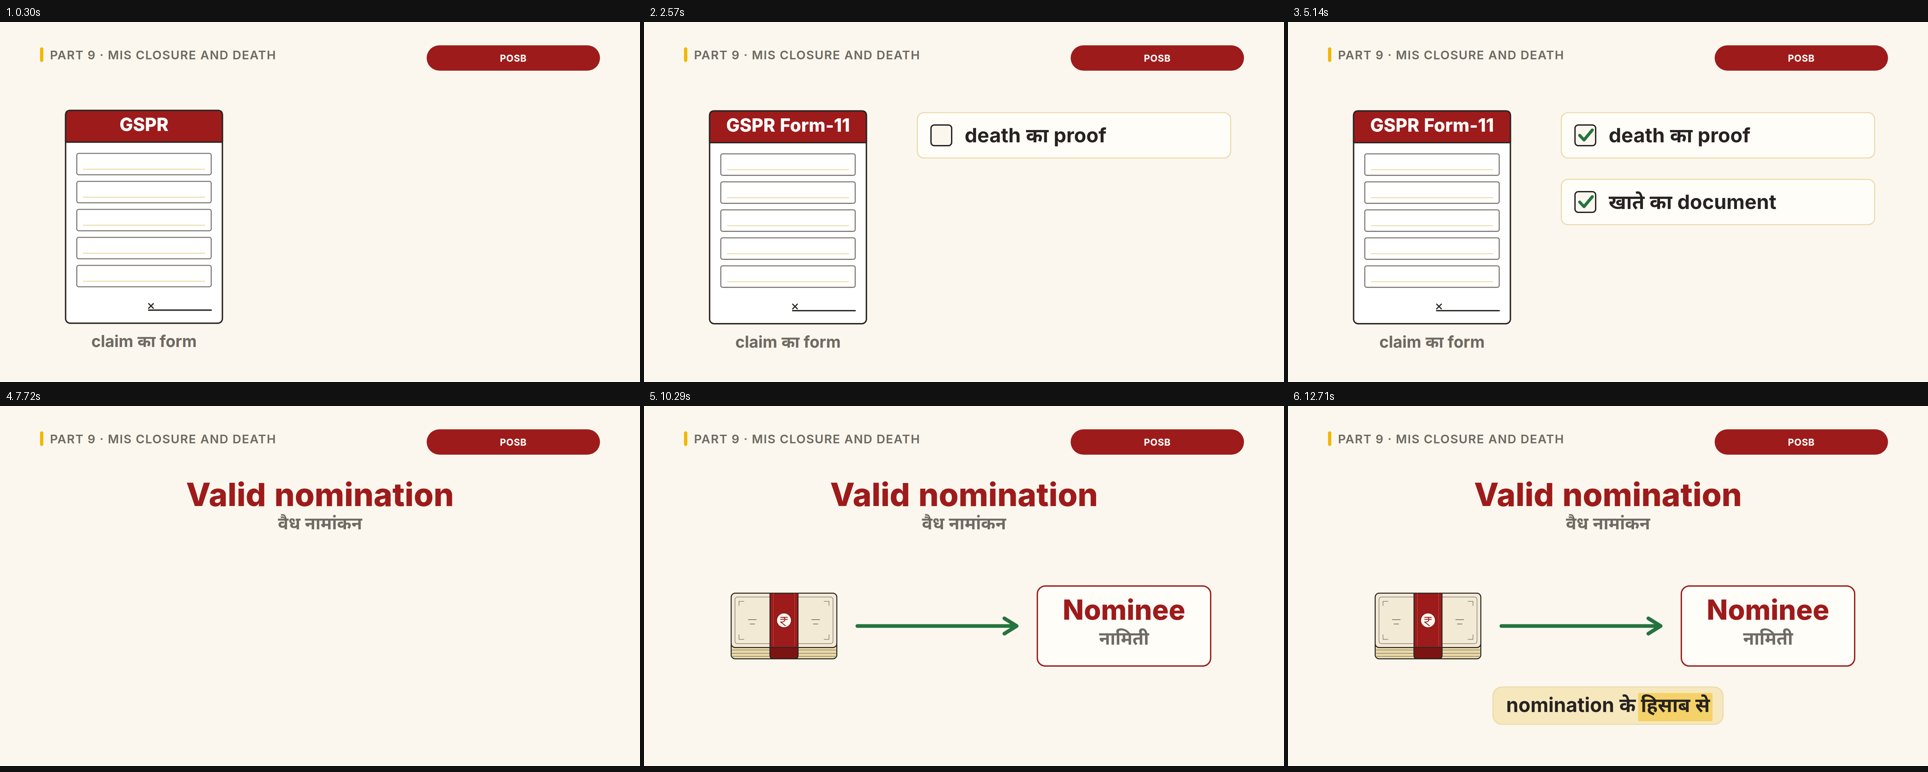 1. 0.30s
PART 9 · MIS CLOSURE AND DEATH
POSB
GSPR
×
claim का form
2. 2.57s
PART 9 · MIS CLOSURE AND DEATH
POSB
GSPR Form-11
death का proof
×
claim का form
3. 5.14s
PART 9 · MIS CLOSURE AND DEATH
POSB
GSPR Form-11
death का proof
खाते का document
×
claim का form
4. 7.72s
PART 9 · MIS CLOSURE AND DEATH
POSB
Valid nomination
वैध नामांकन
5. 10.29s
PART 9 · MIS CLOSURE AND DEATH
POSB
Valid nomination
वैध नामांकन
₹
Nominee
नामिती
6. 12.71s
PART 9 · MIS CLOSURE AND DEATH
POSB
Valid nomination
वैध नामांकन
₹
Nominee
नामिती
nomination के हिसाब से